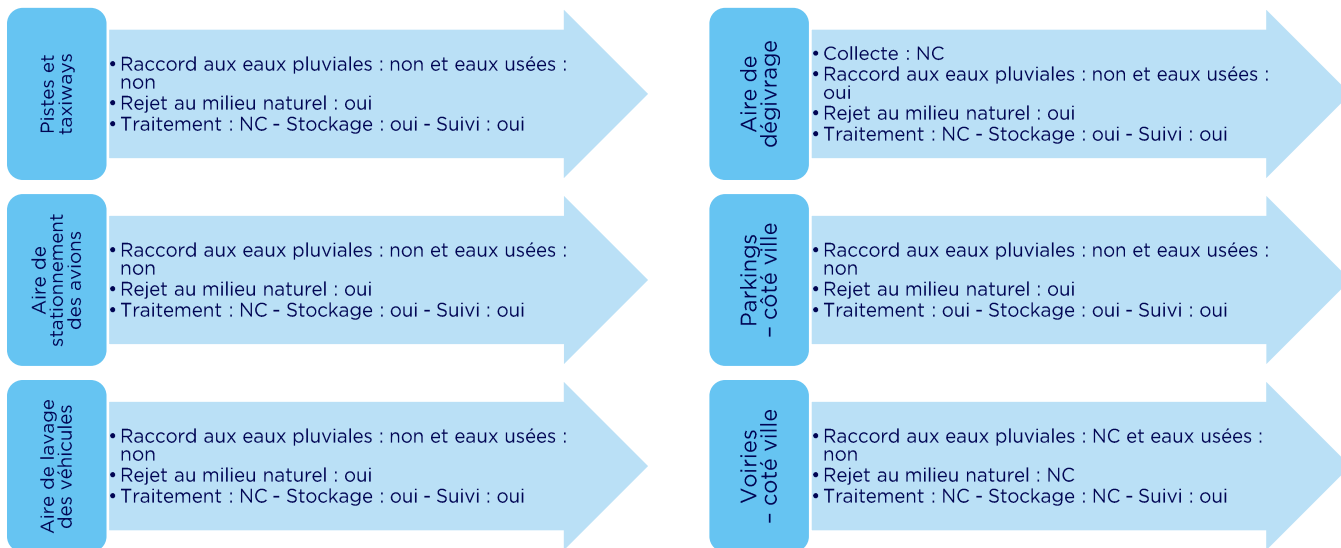 Pistes et
taxiways
• Raccord aux eaux pluviales : non et eaux usées :
non
• Rejet au milieu naturel : oui
• Traitement : NC - Stockage : oui - Suivi : oui
Aire de
dégivrage
• Collecte : NC
• Raccord aux eaux pluviales : non et eaux usées :
oui
• Rejet au milieu naturel : oui
• Traitement : NC - Stockage : oui - Suivi : oui
Aire de
stationnement
des avions
• Raccord aux eaux pluviales : non et eaux usées :
non
• Rejet au milieu naturel : oui
• Traitement : NC - Stockage : oui - Suivi : oui
Parkings
– côté ville
• Raccord aux eaux pluviales : non et eaux usées :
non
• Rejet au milieu naturel : oui
• Traitement : oui - Stockage : oui - Suivi : oui
Aire de lavage
des véhicules
• Raccord aux eaux pluviales : non et eaux usées :
non
• Rejet au milieu naturel : oui
• Traitement : NC - Stockage : oui - Suivi : oui
Voiries
– coté ville
• Raccord aux eaux pluviales : NC et eaux usées :
non
• Rejet au milieu naturel : NC
• Traitement : NC - Stockage : NC - Suivi : oui